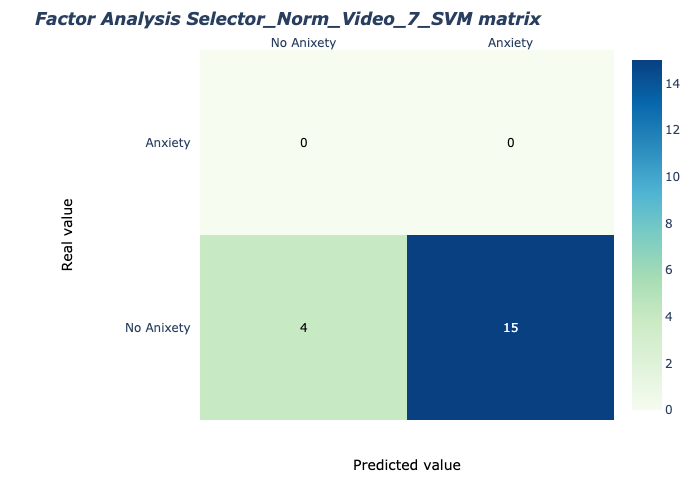 Factor Analysis Selector_Norm_Video_7_SVM matrix
No Anixety Anxiety
Anxiety 0 0
No Anixety 4 15
Real value
Predicted value
14
12
10
8
6
4
2
0